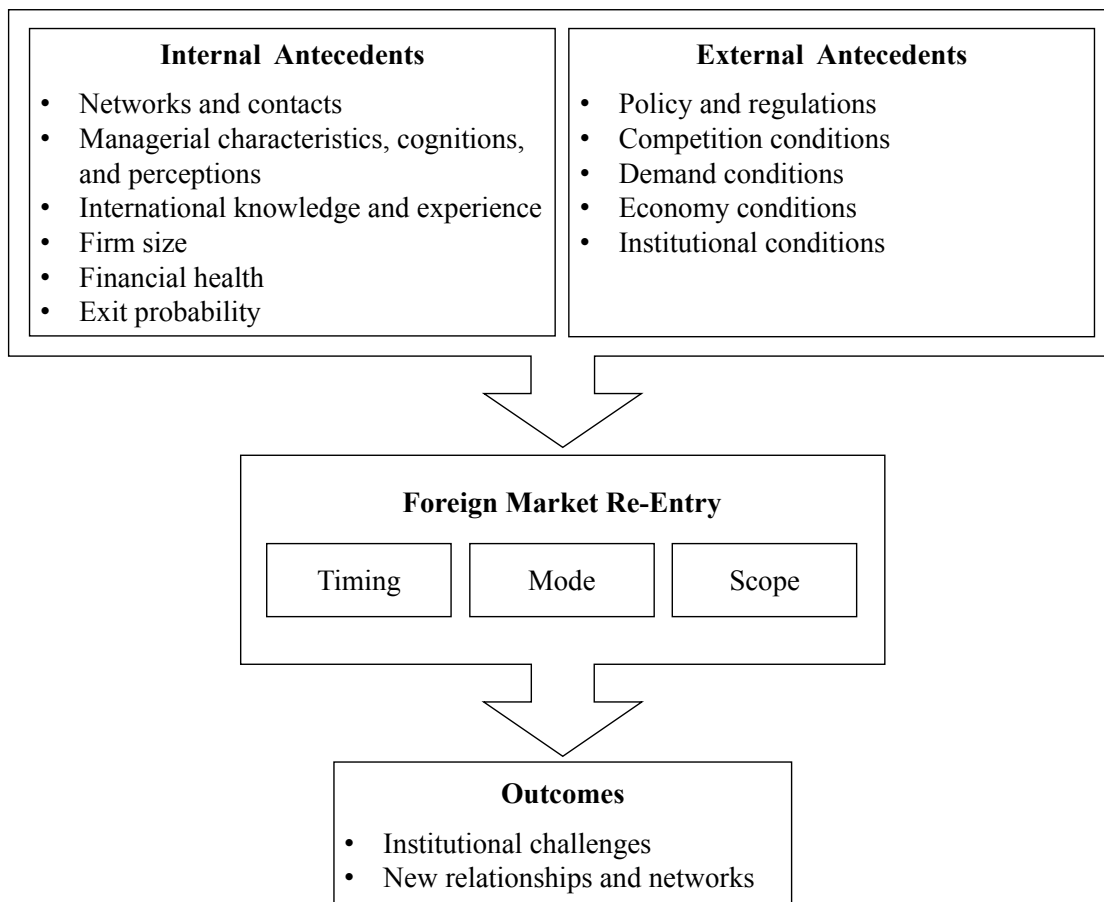 Internal Antecedents
• Networks and contacts
• Managerial characteristics, cognitions,
and perceptions
• International knowledge and experience
• Firm size
• Financial health
• Exit probability
External Antecedents
• Policy and regulations
• Competition conditions
• Demand conditions
• Economy conditions
• Institutional conditions
Foreign Market Re-Entry
Timing
Mode
Scope
Outcomes
• Institutional challenges
• New relationships and networks